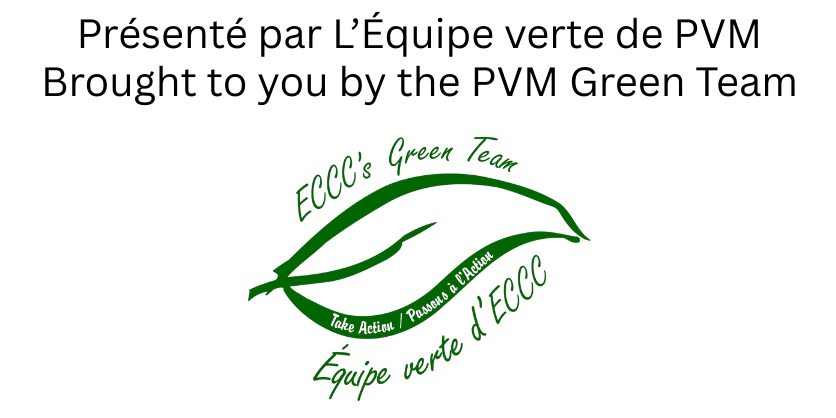 Présenté par L’Équipe verte de PVM
Brought to you by the PVM Green Team
ECCC's Green Team
Take Action / Passons à l'Action
Équipe verte d'ECCC